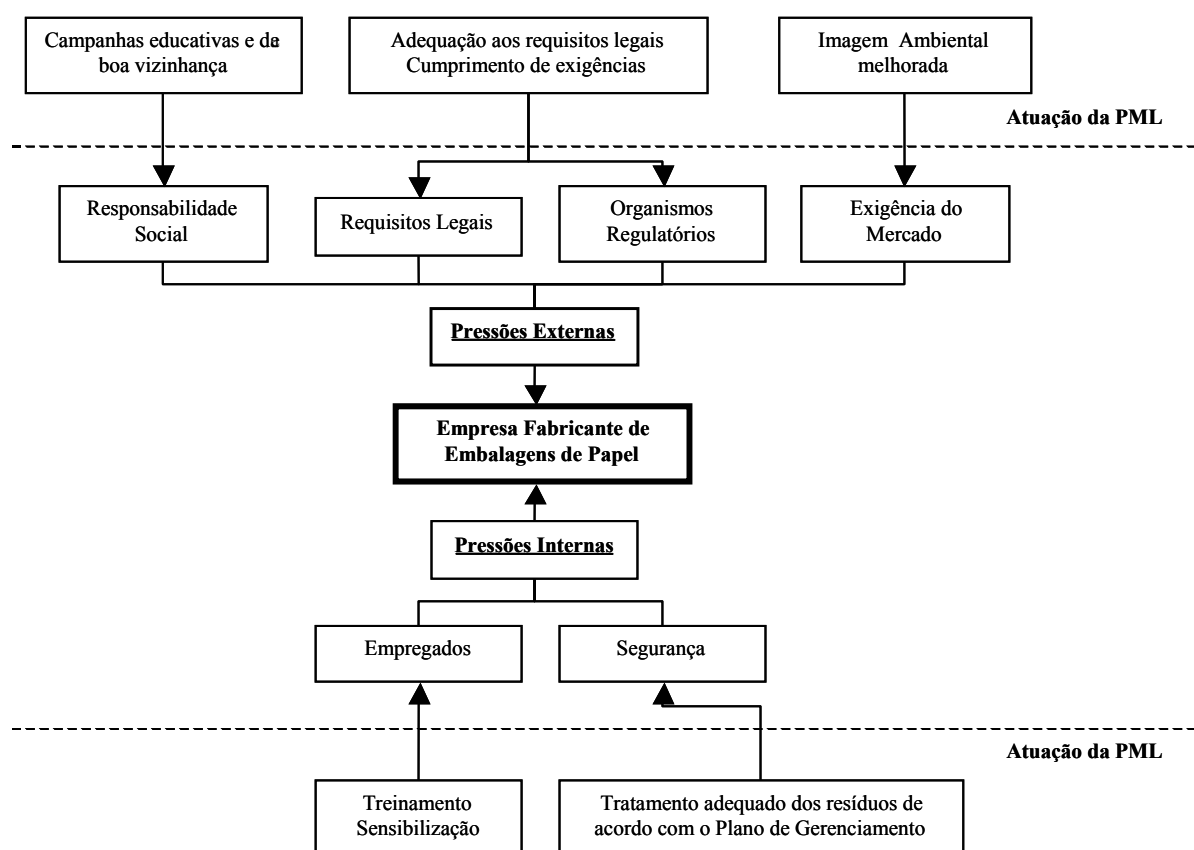 Campanhas educativas e da
boa vizinhança
Adequação aos requisitos legais
Cumprimento de exigências
Imagem Ambiental
melhorada
Atuação da PML
Responsabilidade
Social
Requisitos Legais
Organismos
Regulatórios
Exigência do
Mercado
Pressões Externas
Empresa Fabricante de
Embalagens de Papel
Pressões Internas
Empregados
Segurança
Atuação da PML
Treinamento
Sensibilização
Tratamento adequado dos resíduos de
acordo com o Plano de Gerenciamento